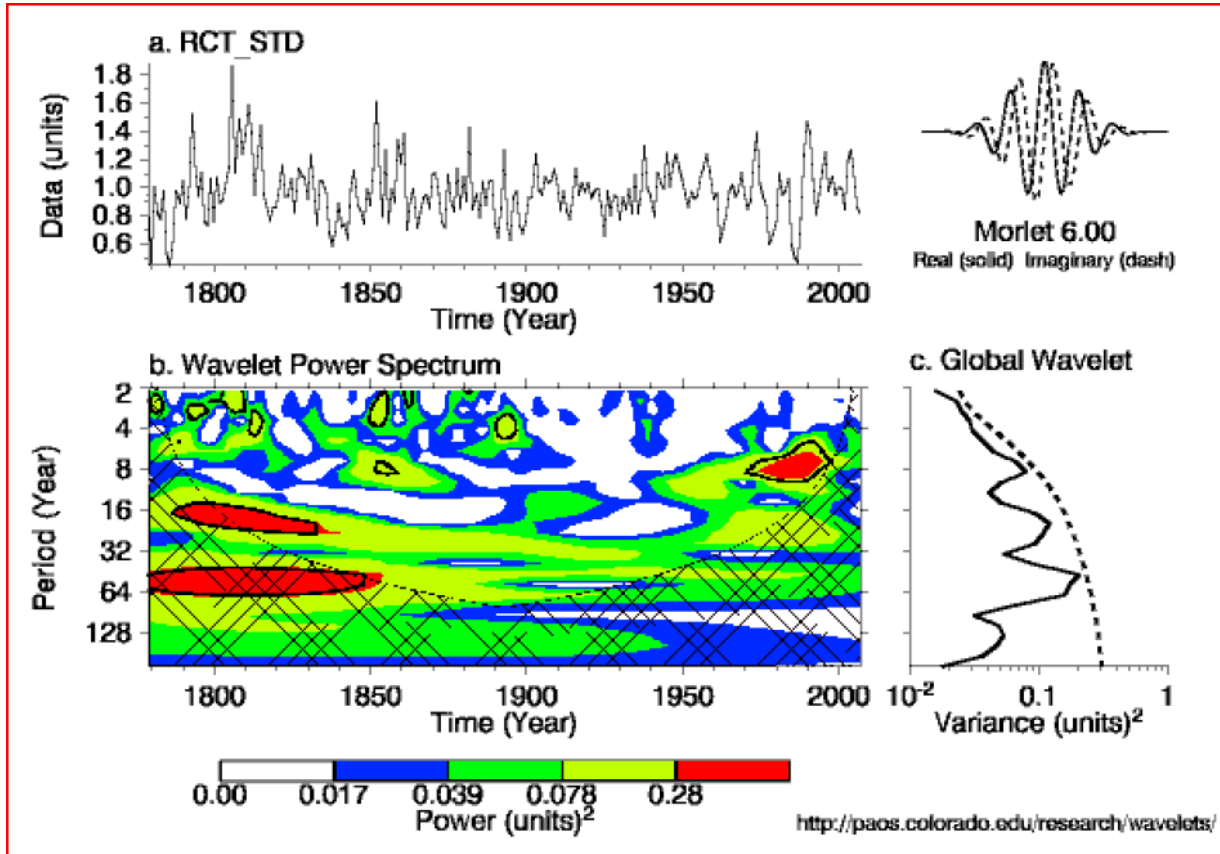 a. RCT_STD
Data (units)
1.8
1.6
1.4
1.2
1.0
0.8
0.6
1800 1850 1900 1950 2000
Time (Year)
Morlet 6.00
Real (solid) Imaginary (dash)
b. Wavelet Power Spectrum
Period (Year)
2
4
8
16
32
64
128
1800 1850 1900 1950 2000
Time (Year)
c. Global Wavelet
10⁻² 0.1 1
Variance (units)²
0.00 0.017 0.039 0.078 0.28
Power (units)²
http://paos.colorado.edu/research/wavelets/